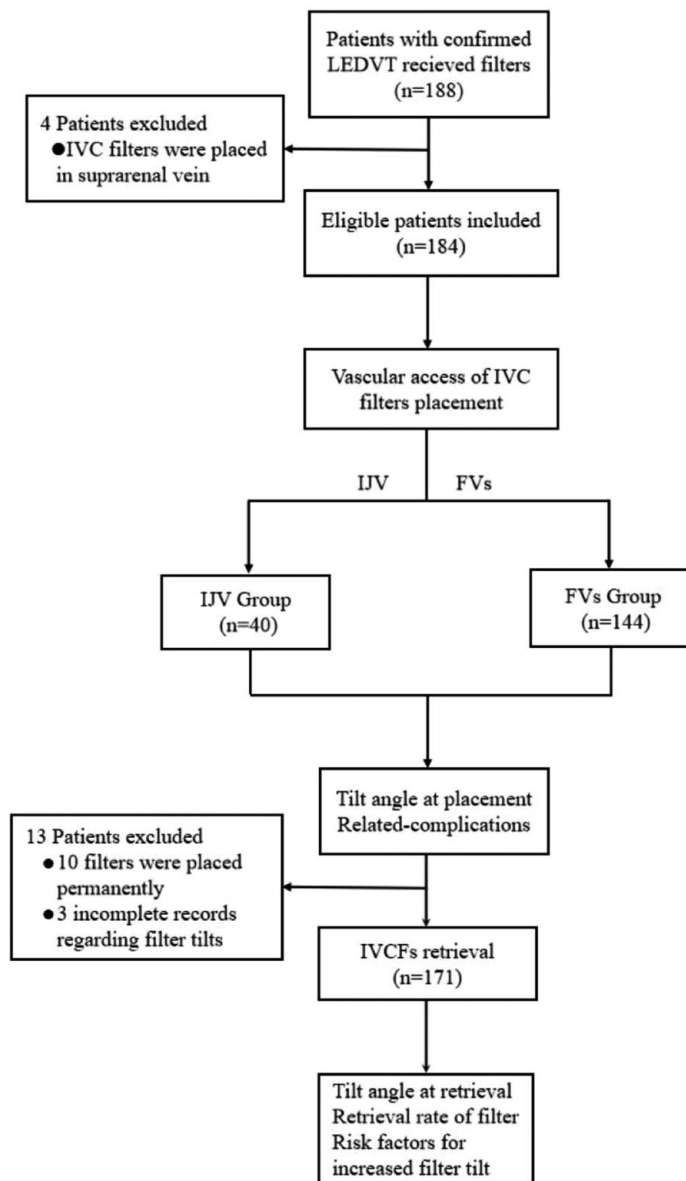 Patients with confirmed
LEDVT recieved filters
(n=188)
4 Patients excluded
●IVC filters were placed
in suprarenal vein
Eligible patients included
(n=184)
Vascular access of IVC
filters placement
IJV FVs
IJV Group
(n=40)
FVs Group
(n=144)
Tilt angle at placement
Related-complications
13 Patients excluded
● 10 filters were placed
permanently
● 3 incomplete records
regarding filter tilts
IVCFs retrieval
(n=171)
Tilt angle at retrieval
Retrieval rate of filter
Risk factors for
increased filter tilt